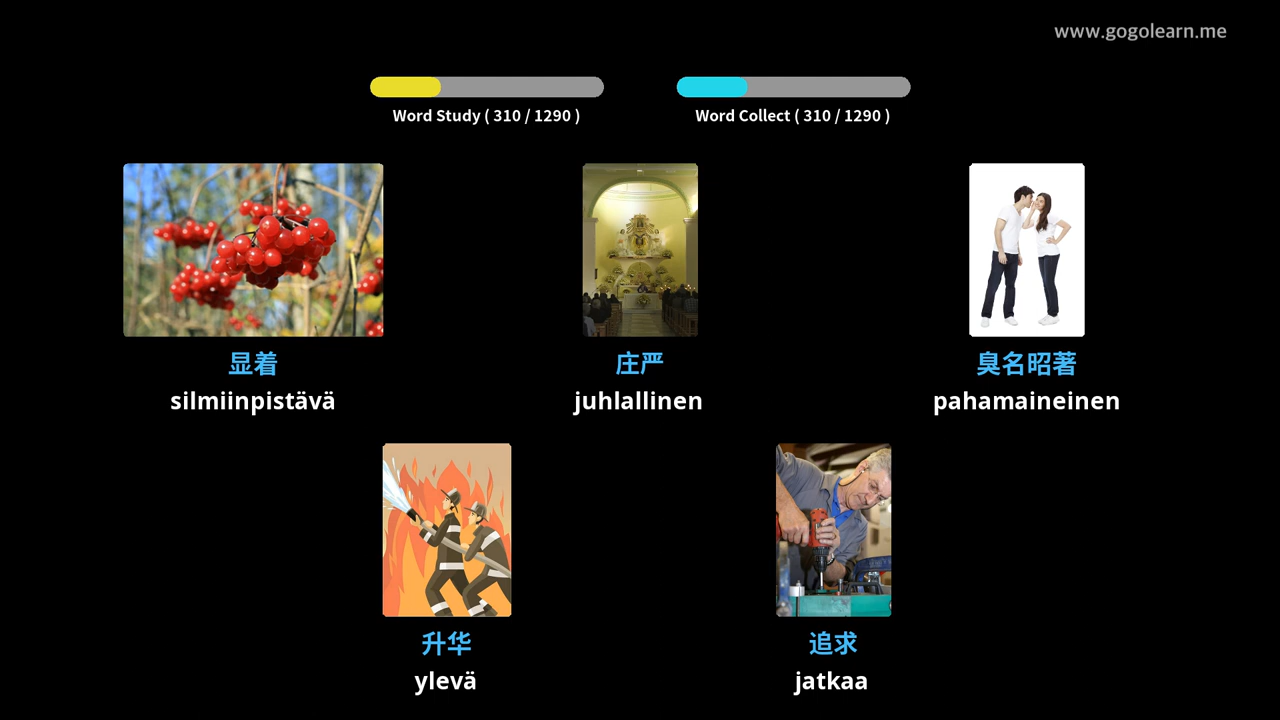 www.gogolearn.me
Word Study ( 310 / 1290 )
Word Collect ( 310 / 1290 )
显着
silmiinpistävä
庄严
juhlallinen
臭名昭著
pahamaineinen
升华
ylevä
追求
jatkaa